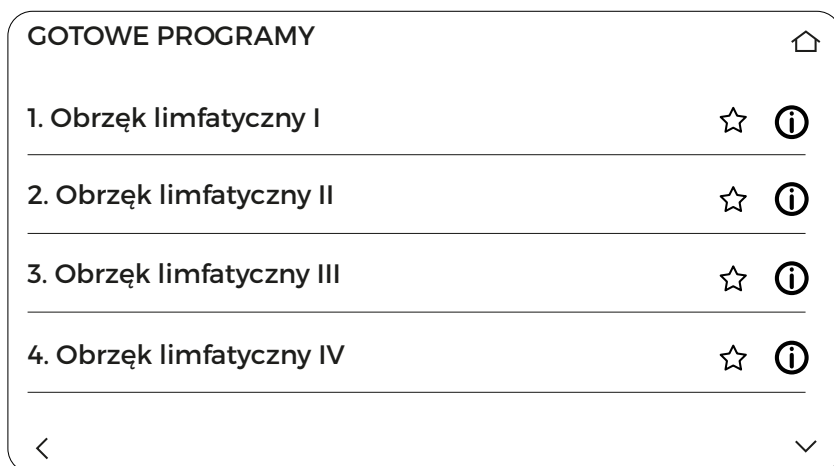 GOTOWE PROGRAMY
1. Obrzęk limfatyczny I
2. Obrzęk limfatyczny II
3. Obrzęk limfatyczny III
4. Obrzęk limfatyczny IV